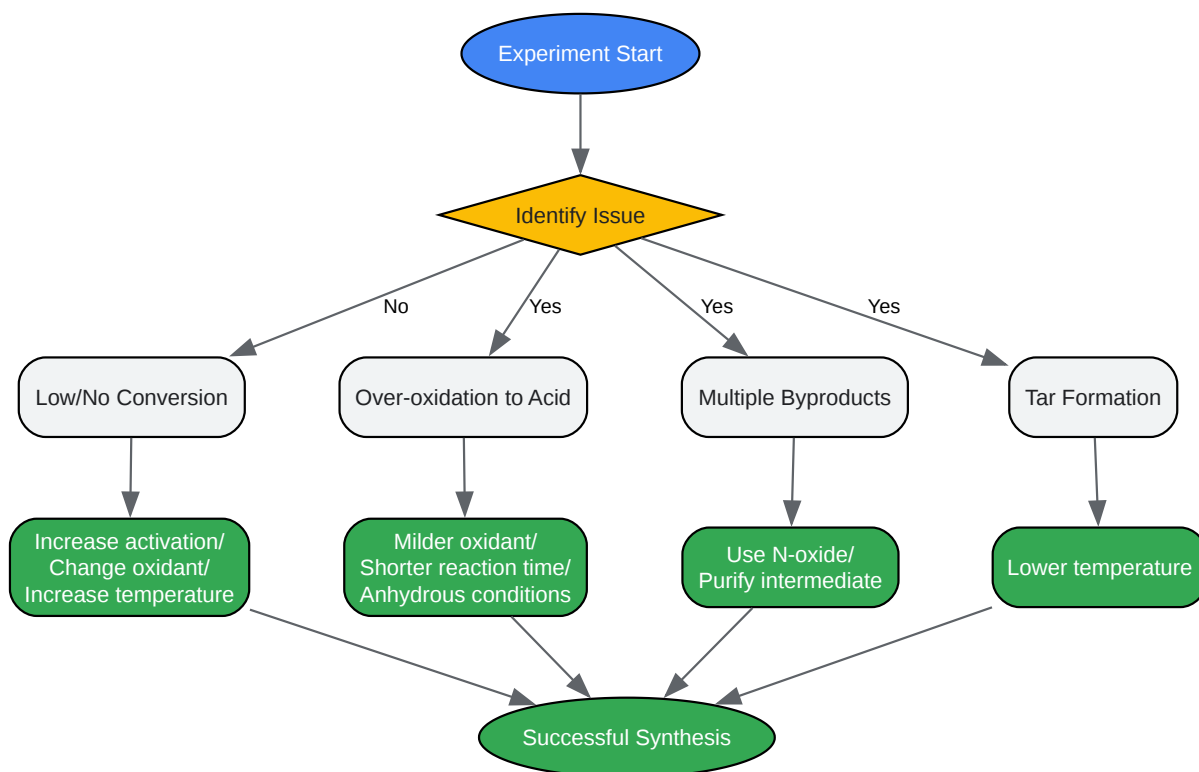 Experiment Start
Identify Issue
No
Yes
Yes
Yes
Low/No Conversion
Over-oxidation to Acid
Multiple Byproducts
Tar Formation
Increase activation/
Change oxidant/
Increase temperature
Milder oxidant/
Shorter reaction time/
Anhydrous conditions
Use N-oxide/
Purify intermediate
Lower temperature
Successful Synthesis